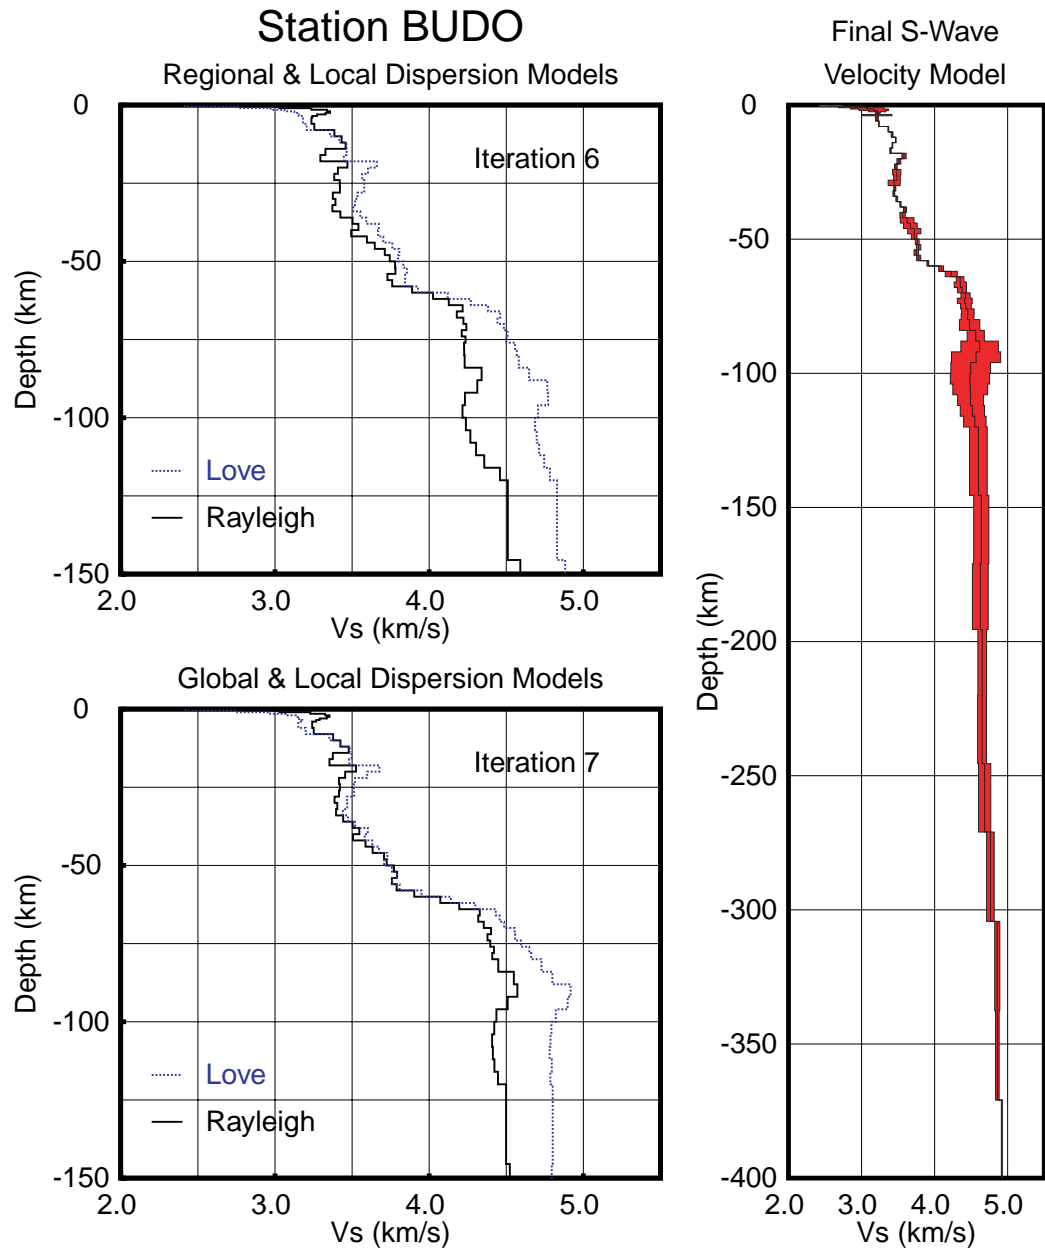 Station BUDO
Regional & Local Dispersion Models
0
-50
-100
-150
Depth (km)
Iteration 6
Love
Rayleigh
2.0 3.0 4.0 5.0
Vs (km/s)
Global & Local Dispersion Models
0
-50
-100
-150
Depth (km)
Iteration 7
Love
Rayleigh
2.0 3.0 4.0 5.0
Vs (km/s)
Final S-Wave
Velocity Model
0
-50
-100
-150
-200
-250
-300
-350
-400
Depth (km)
2.0 3.0 4.0 5.0
Vs (km/s)